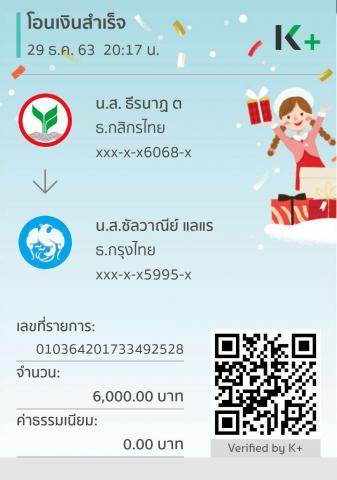 โอนเงินสำเร็จ
29 ธ.ค. 63 20:17 น.
K+
น.ส. ธีรนาฏ ต
ธ.กสิกรไทย
xxx-x-x6068-x
น.ส.ซัลวาณีย์ แลแร
ธ.กรุงไทย
xxx-x-x5995-x
เลขที่รายการ:
010364201733492528
จำนวน:
6,000.00 บาท
ค่าธรรมเนียม:
0.00 บาท
Verified by K+